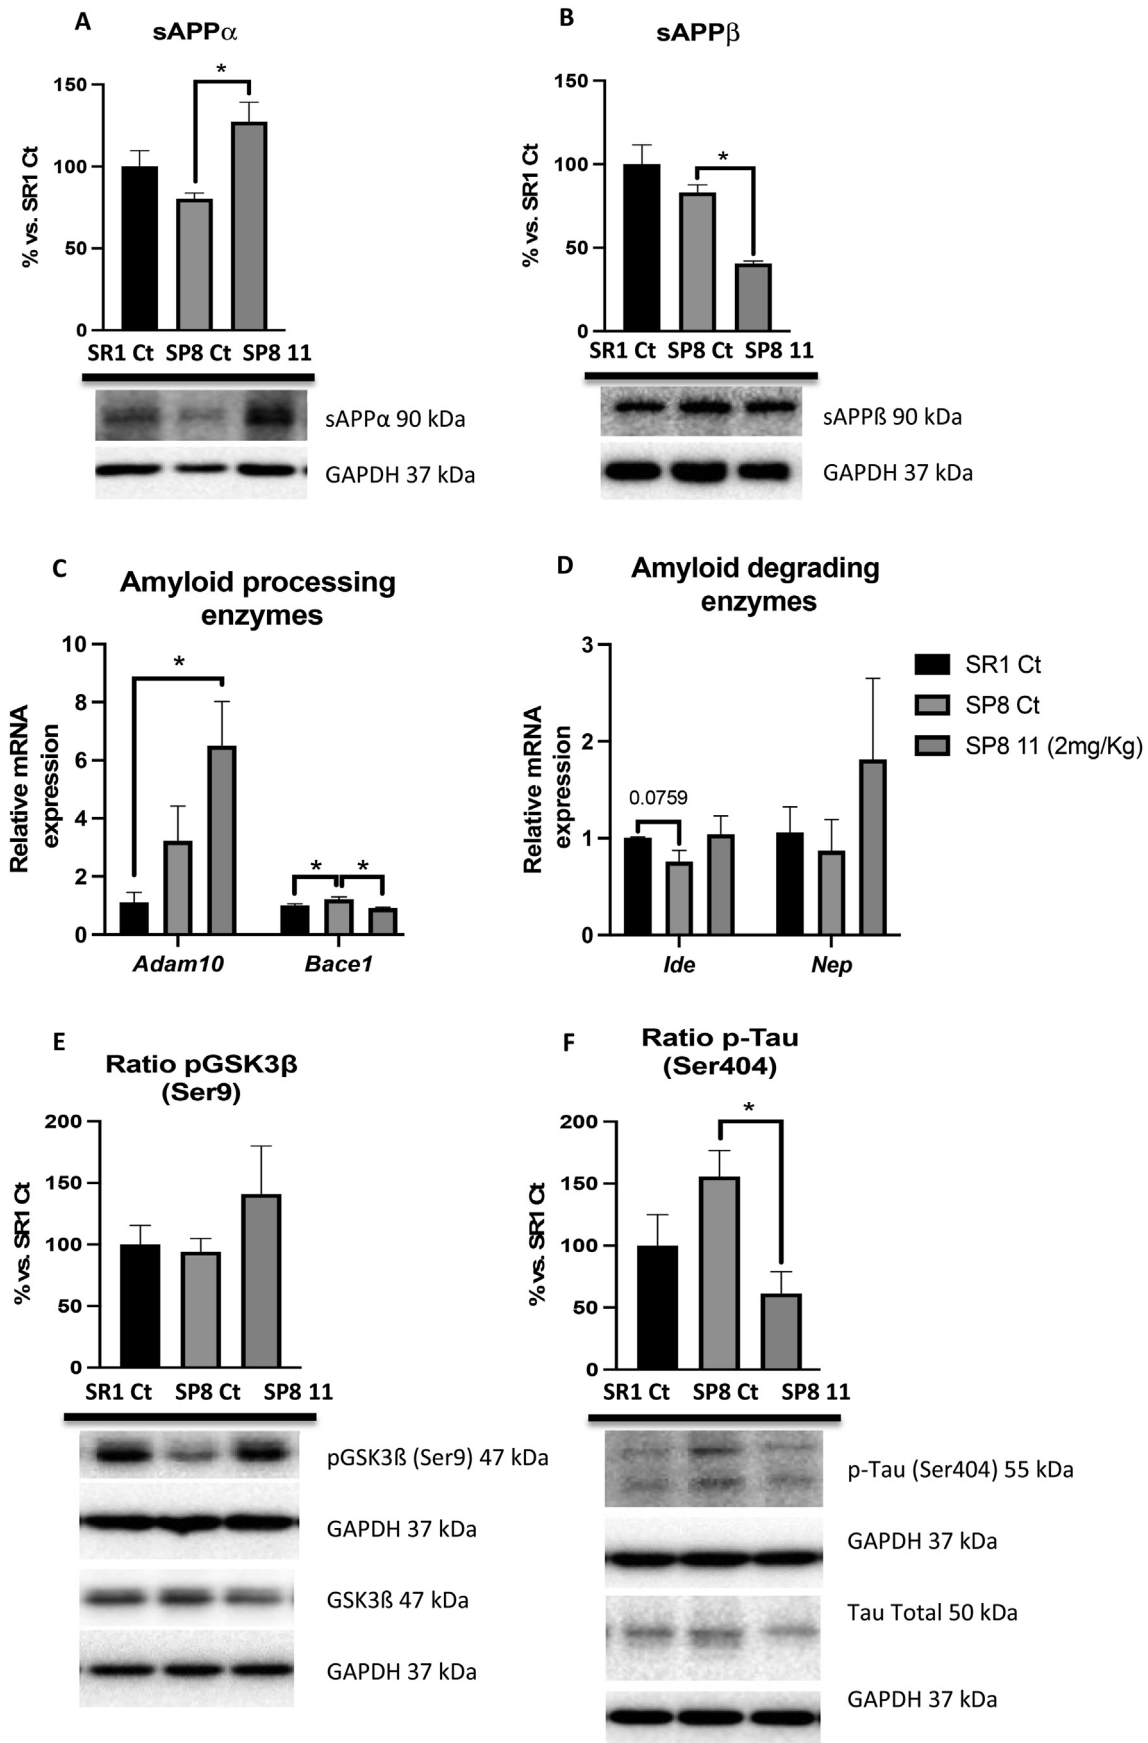 A
sAPPα
*
150
100
50
0
% vs. SR1 Ct
SR1 Ct SP8 Ct SP8 11
sAPPα 90 kDa
GAPDH 37 kDa
B
sAPPβ
*
150
100
50
0
% vs. SR1 Ct
SR1 Ct SP8 Ct SP8 11
sAPPß 90 kDa
GAPDH 37 kDa
C
Amyloid processing
enzymes
*
* *
10
8
6
4
2
0
Relative mRNA
expression
Adam10 Bace1
D
Amyloid degrading
enzymes
0.0759
3
2
1
0
Relative mRNA
expression
Ide Nep
SR1 Ct
SP8 Ct
SP8 11 (2mg/Kg)
E
Ratio pGSK3β
(Ser9)
200
150
100
50
0
% vs. SR1 Ct
SR1 Ct SP8 Ct SP8 11
pGSK3ß (Ser9) 47 kDa
GAPDH 37 kDa
GSK3ß 47 kDa
GAPDH 37 kDa
F
Ratio p-Tau
(Ser404)
*
200
150
100
50
0
% vs. SR1 Ct
SR1 Ct SP8 Ct SP8 11
p-Tau (Ser404) 55 kDa
GAPDH 37 kDa
Tau Total 50 kDa
GAPDH 37 kDa